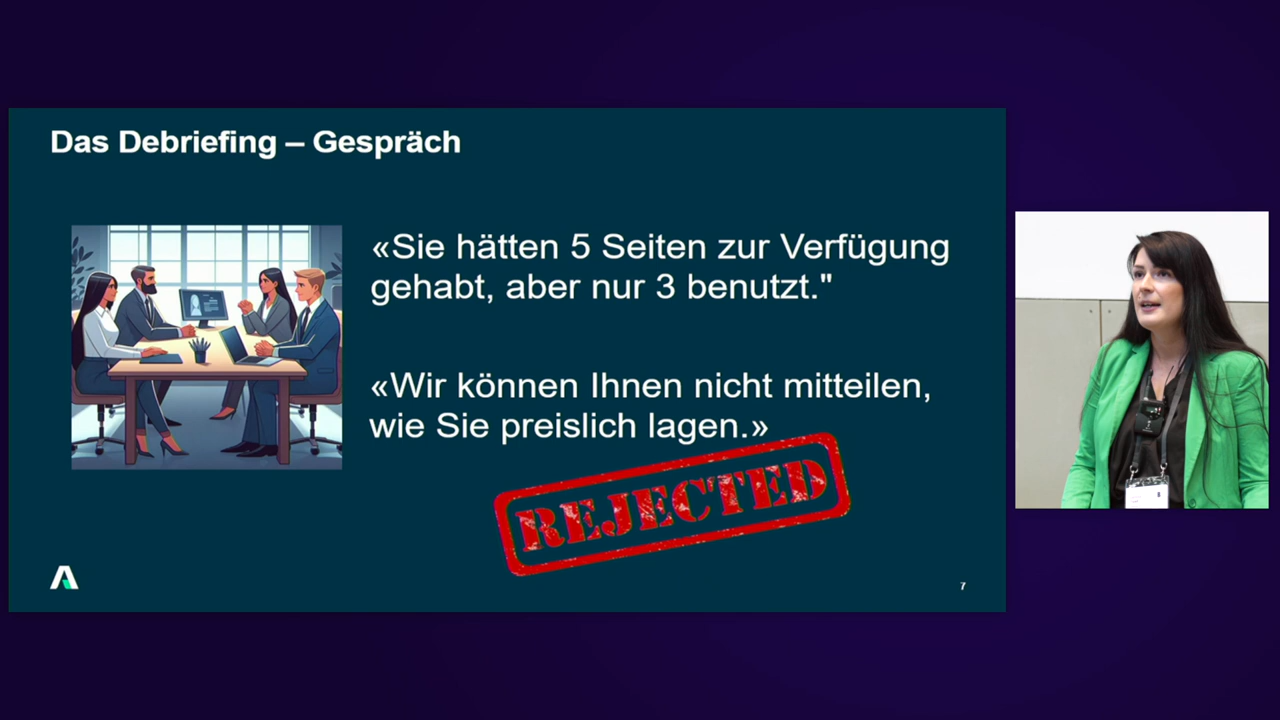 Das Debriefing – Gespräch
«Sie hätten 5 Seiten zur Verfügung
gehabt, aber nur 3 benutzt."
«Wir können Ihnen nicht mitteilen,
wie Sie preislich lagen.»
REJECTED
7